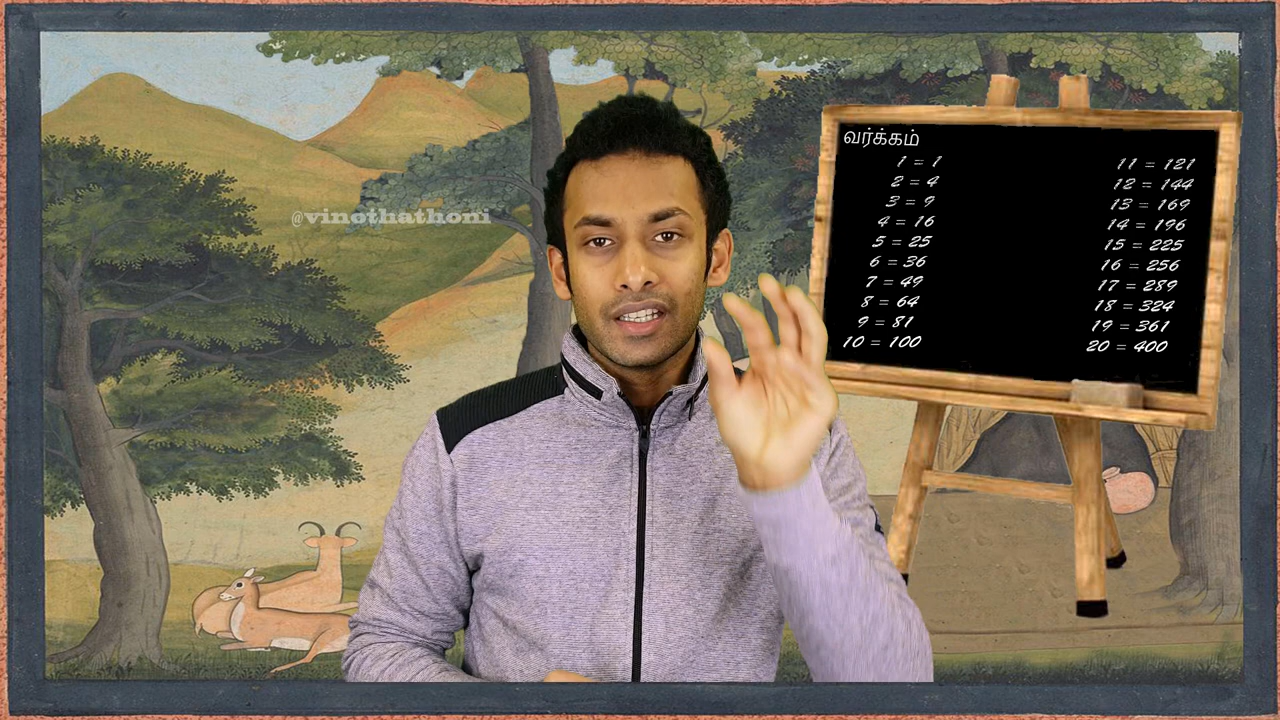 @vinothathoni
வர்க்கம்
1 = 1
2 = 4
3 = 9
4 = 16
5 = 25
6 = 36
7 = 49
8 = 64
9 = 81
10 = 100
11 = 121
12 = 144
13 = 169
14 = 196
15 = 225
16 = 256
17 = 289
18 = 324
19 = 361
20 = 400